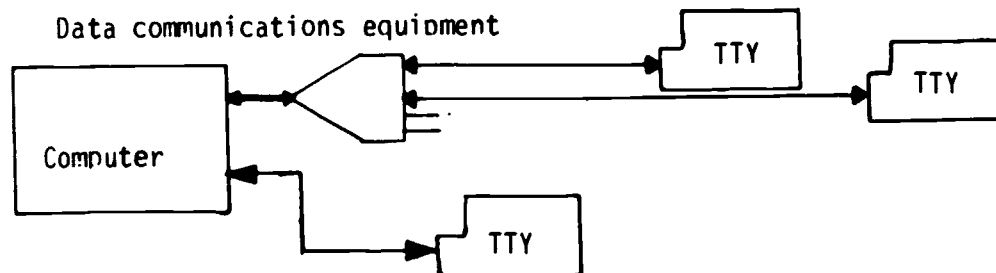 Data communications equipment
TTY
TTY
Computer
TTY